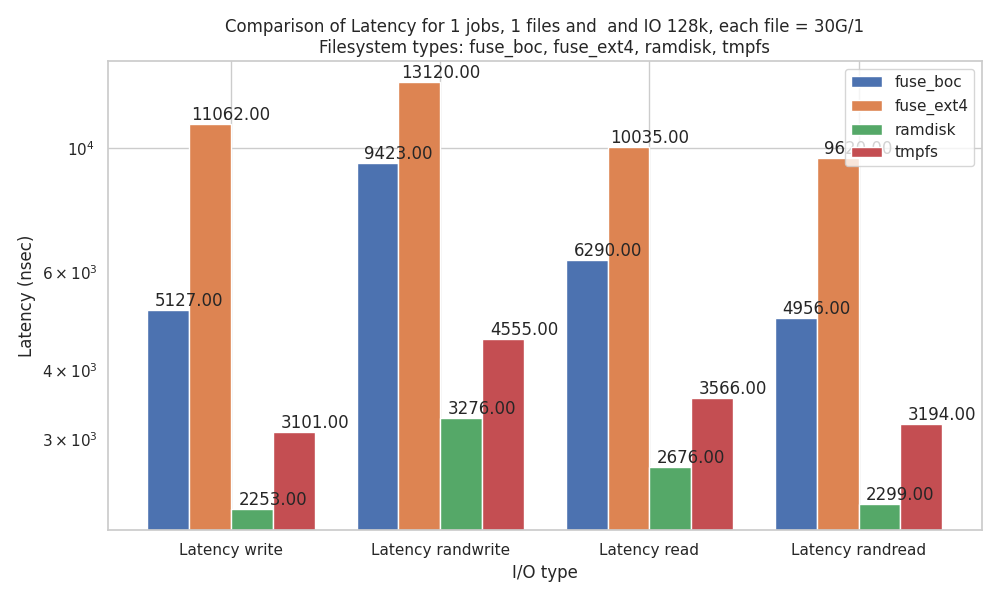 Comparison of Latency for 1 jobs, 1 files and  and IO 128k, each file = 30G/1
Filesystem types: fuse_boc, fuse_ext4, ramdisk, tmpfs
fuse_boc
fuse_ext4
ramdisk
tmpfs
Latency (nsec)
10⁴
6 × 10³
4 × 10³
3 × 10³
5127.00
11062.00
2253.00
3101.00
9423.00
13120.00
3276.00
4555.00
6290.00
10035.00
2676.00
3566.00
4956.00
2299.00
3194.00
Latency write
Latency randwrite
Latency read
Latency randread
I/O type